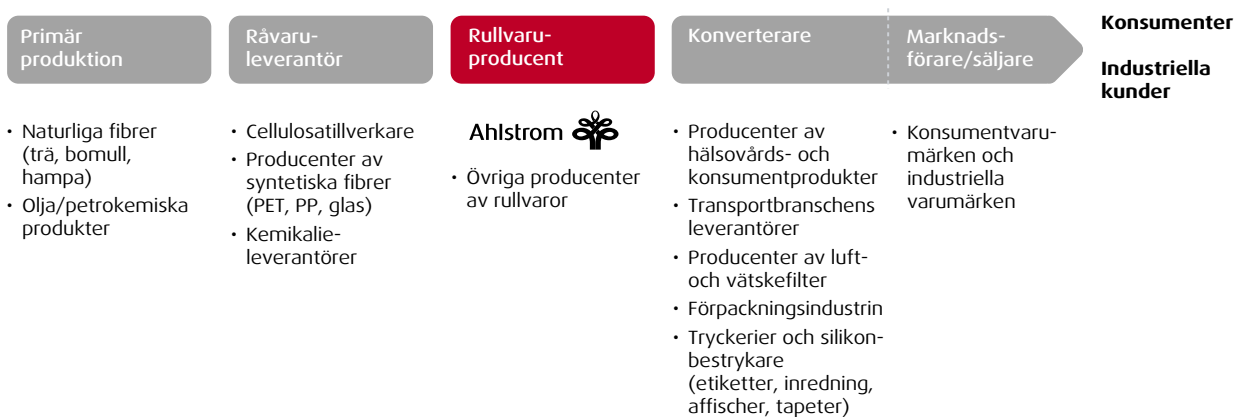 Primär
produktion
Råvaru-
leverantör
Rullvaru-
producent
Konverterare
Marknads-
förare/säljare
Konsumenter
Industriella
kunder
• Naturliga fibrer
(trä, bomull,
hampa)
• Olja/petrokemiska
produkter
• Cellulosatillverkare
• Producenter av
syntetiska fibrer
(PET, PP, glas)
• Kemikalie-
leverantörer
Ahlstrom
• Övriga producenter
av rullvaror
• Producenter av
hälsovårds- och
konsumentprodukter
• Transportbranschens
leverantörer
• Producenter av luft-
och vätskefilter
• Förpackningsindustrin
• Tryckerier och silikon-
bestrykare
(etiketter, inredning,
affischer, tapeter)
• Konsumentvaru-
märken och
industriella
varumärken